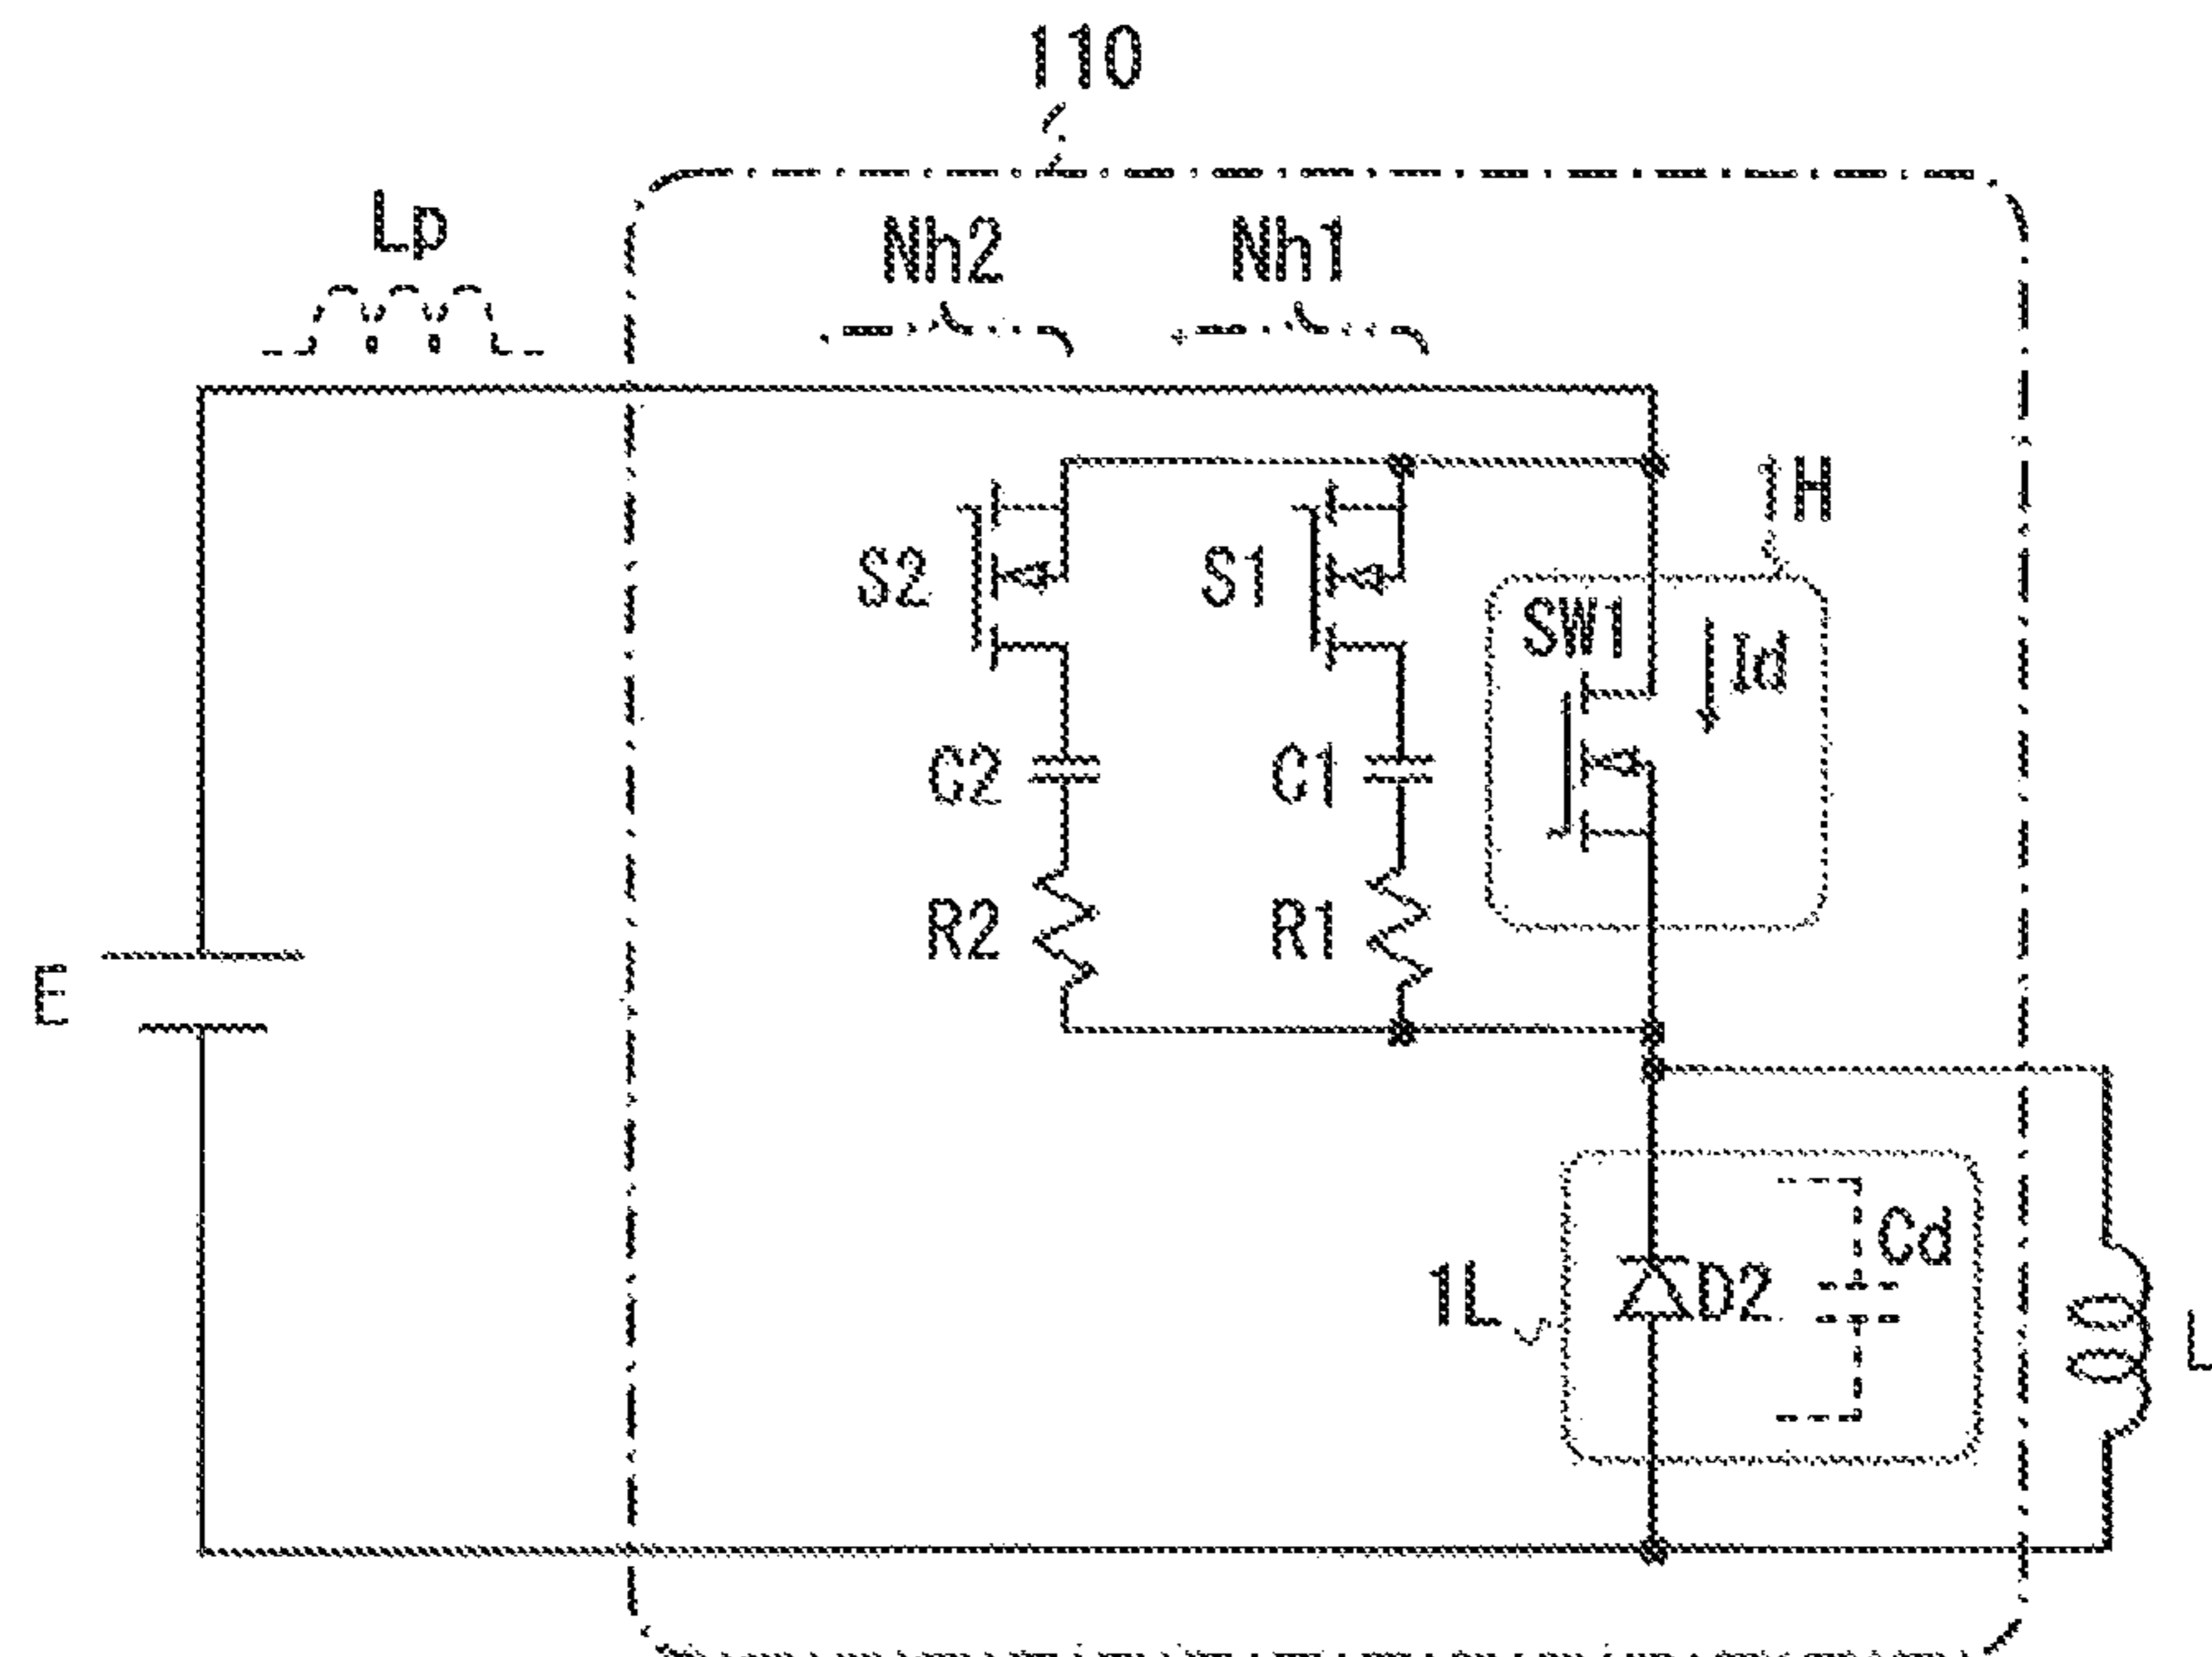 110
Lp
Nh2 Nh1
1H
S2 S1 SW1 Id
C2 C1
R2 R1
E
Cd
1L D2 L